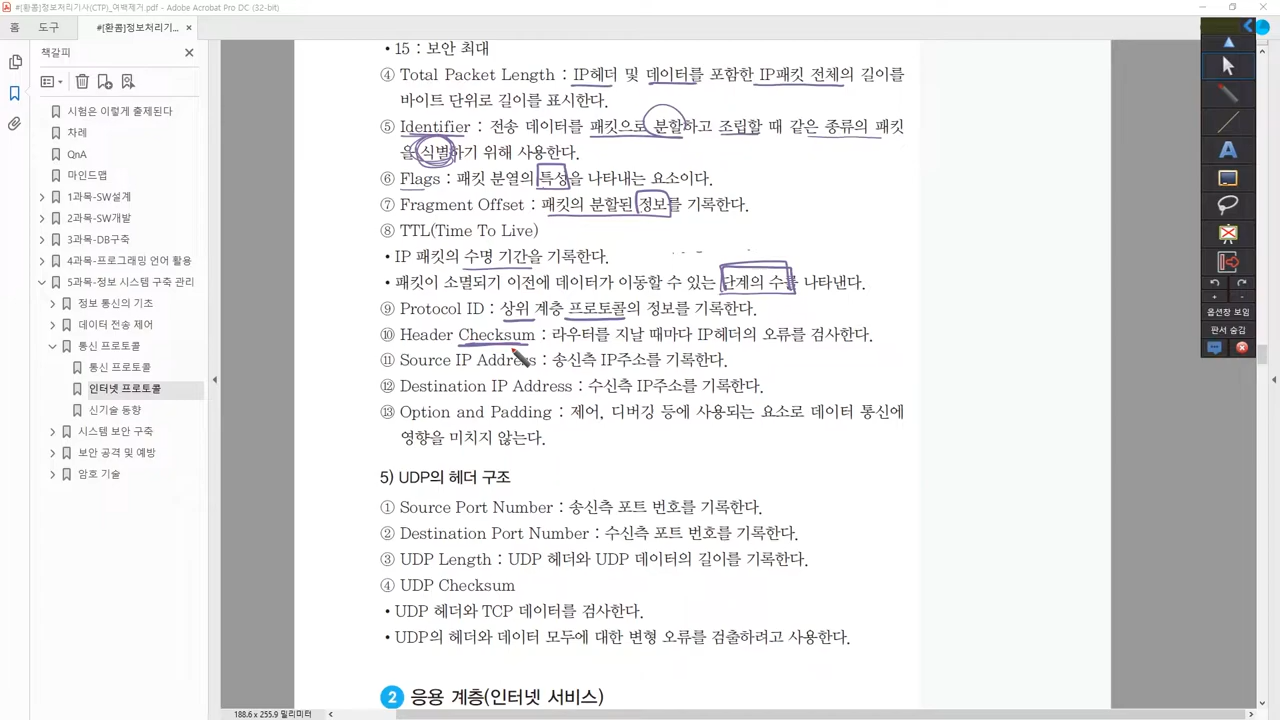 #[환콤]정보처리기사(CTP)_여백제거.pdf - Adobe Acrobat Pro DC (32-bit)
홈 도구 #[환콤]정보처리기... ×
책갈피 ×
시험은 이렇게 출제된다
차례
QnA
마인드맵
1과목-SW설계
2과목-SW개발
3과목-DB구축
4과목-프로그래밍 언어 활용
5과목-정보 시스템 구축 관리
정보 통신의 기초
데이터 전송 제어
통신 프로토콜
통신 프로토콜
인터넷 프로토콜
신기술 동향
시스템 보안 구축
보안 공격 및 예방
암호 기술
• 15 : 보안 최대
④ Total Packet Length : IP헤더 및 데이터를 포함한 IP패킷 전체의 길이를
바이트 단위로 길이를 표시한다.
⑤ Identifier : 전송 데이터를 패킷으로 분할하고 조립할 때 같은 종류의 패킷
을 식별하기 위해 사용한다.
⑥ Flags : 패킷 분열의 특성을 나타내는 요소이다.
⑦ Fragment Offset : 패킷의 분할된 정보를 기록한다.
⑧ TTL(Time To Live)
• IP 패킷의 수명 기간을 기록한다.
• 패킷이 소멸되기 이전에 데이터가 이동할 수 있는 단계의 수를 나타낸다.
⑨ Protocol ID : 상위 계층 프로토콜의 정보를 기록한다.
⑩ Header Checksum : 라우터를 지날 때마다 IP헤더의 오류를 검사한다.
⑪ Source IP Address : 송신측 IP주소를 기록한다.
⑫ Destination IP Address : 수신측 IP주소를 기록한다.
⑬ Option and Padding : 제어, 디버깅 등에 사용되는 요소로 데이터 통신에
영향을 미치지 않는다.
5) UDP의 헤더 구조
① Source Port Number : 송신측 포트 번호를 기록한다.
② Destination Port Number : 수신측 포트 번호를 기록한다.
③ UDP Length : UDP 헤더와 UDP 데이터의 길이를 기록한다.
④ UDP Checksum
• UDP 헤더와 TCP 데이터를 검사한다.
• UDP의 헤더와 데이터 모두에 대한 변형 오류를 검출하려고 사용한다.
2 응용 계층(인터넷 서비스)
188.6 x 255.9 밀리미터
A
옵션창 보임
판서 숨김